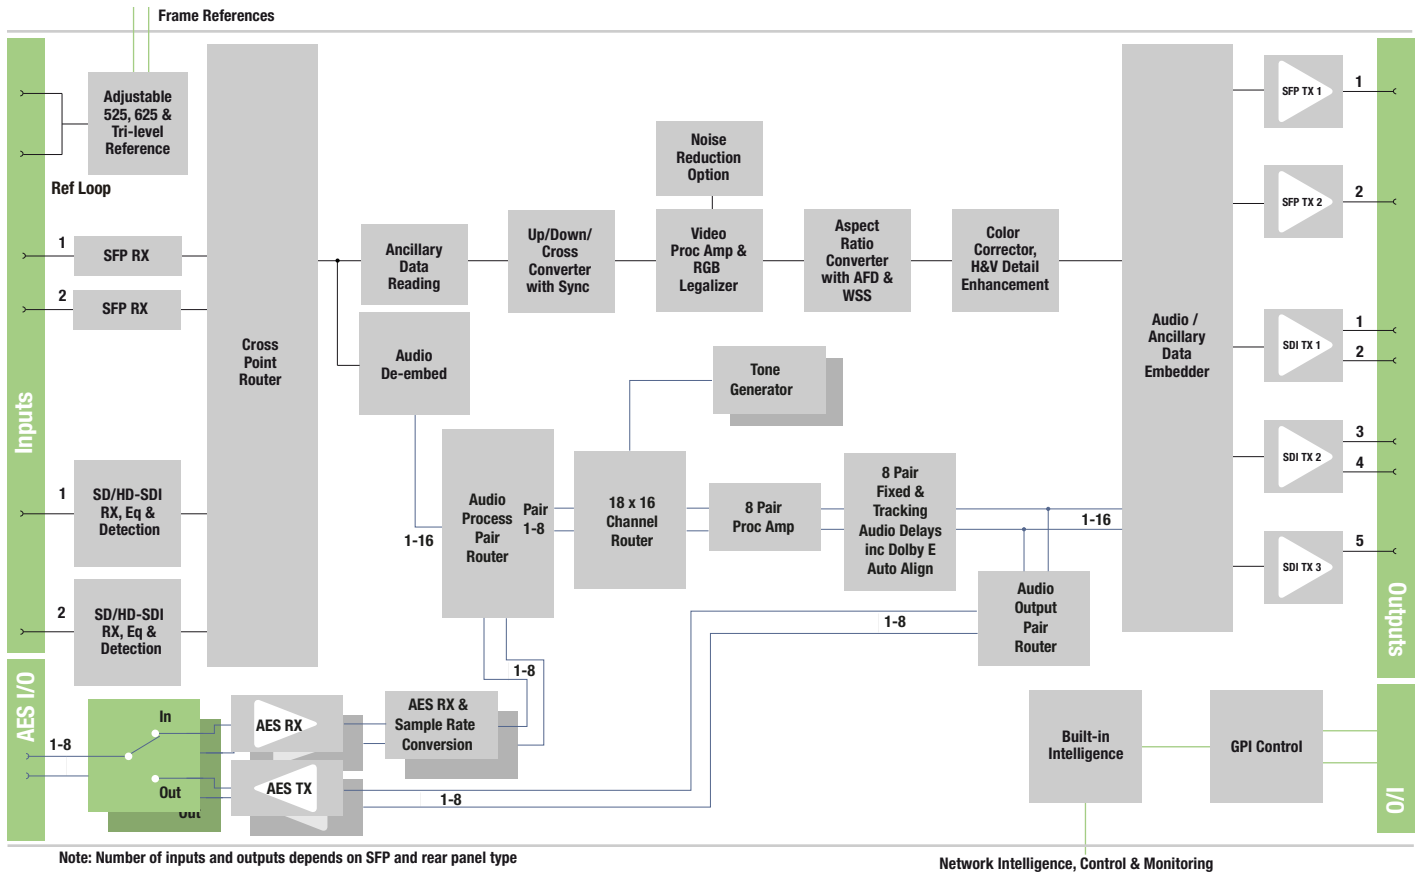 Frame References
Inputs
Adjustable
525, 625 &
Tri-level
Reference
Ref Loop
1
SFP RX
2
SFP RX
1
SD/HD-SDI
RX, Eq &
Detection
2
SD/HD-SDI
RX, Eq &
Detection
Cross
Point
Router
Ancillary
Data
Reading
Up/Down/
Cross
Converter
with Sync
Noise
Reduction
Option
Video
Proc Amp &
RGB
Legalizer
Aspect
Ratio
Converter
with AFD &
WSS
Color
Corrector,
H&V Detail
Enhancement
Audio
De-embed
Tone
Generator
1-16
Audio
Process
Pair
Router
Pair
1-8
18 x 16
Channel
Router
8 Pair
Proc Amp
8 Pair
Fixed &
Tracking
Audio Delays
inc Dolby E
Auto Align
1-16
Audio
Output
Pair
Router
1-8
1-8
Audio /
Ancillary
Data
Embedder
SFP TX 1
1
SFP TX 2
2
SDI TX 1
1
2
SDI TX 2
3
4
SDI TX 3
5
Outputs
AES I/O
1-8
In
Out
Out
AES RX
AES TX
AES RX &
Sample Rate
Conversion
1-8
Built-in
Intelligence
GPI Control
I/O
Note: Number of inputs and outputs depends on SFP and rear panel type
Network Intelligence, Control & Monitoring